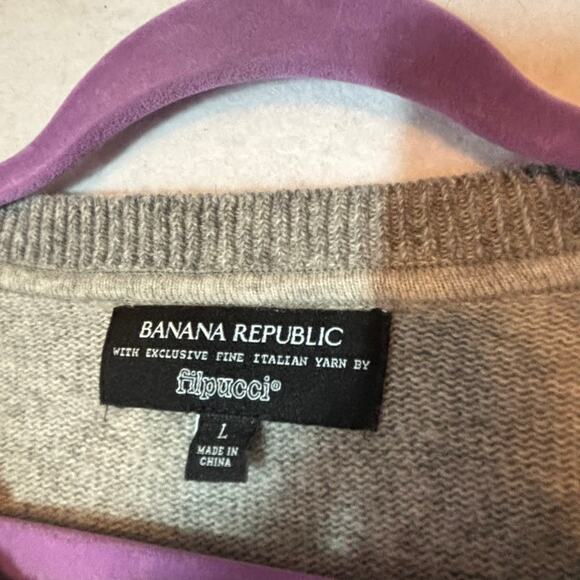 BANANA REPUBLIC
WITH EXCLUSIVE FINE ITALIAN YARN BY
filpucci®
L
MADE IN
CHINA